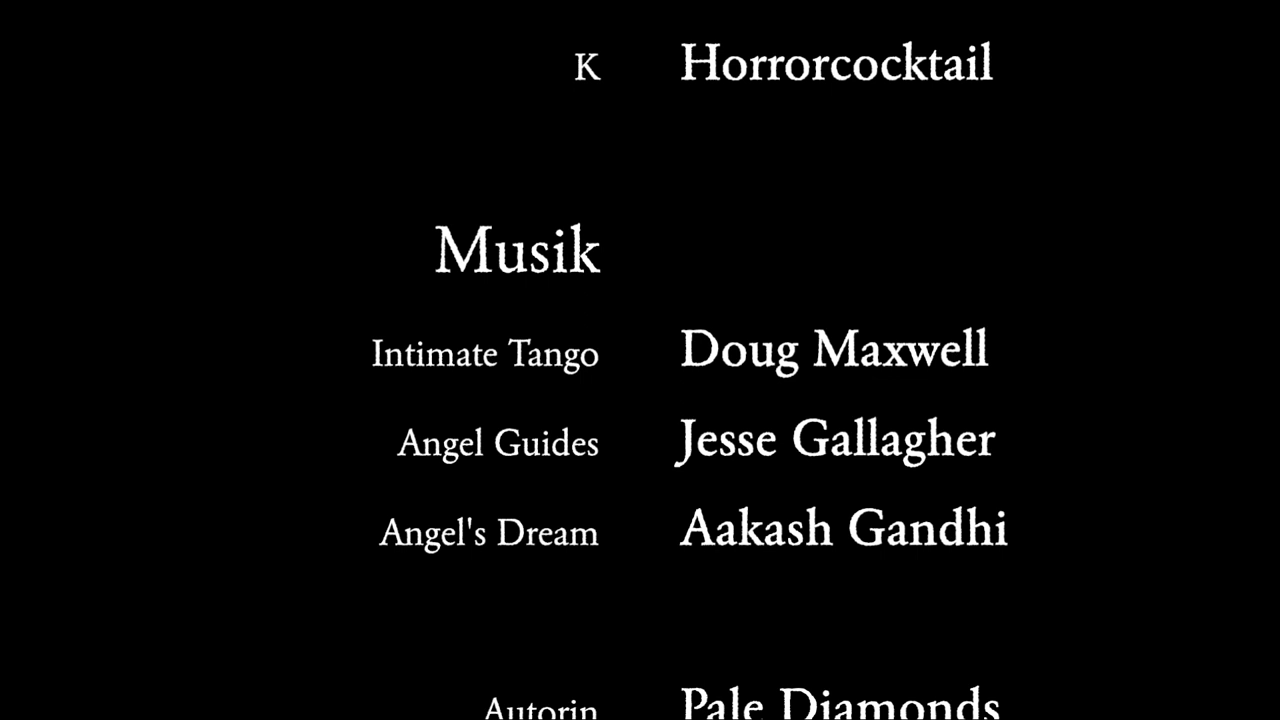 K Horrorcocktail
Musik
Intimate Tango Doug Maxwell
Angel Guides Jesse Gallagher
Angel's Dream Aakash Gandhi
Autorin Pale Diamonds